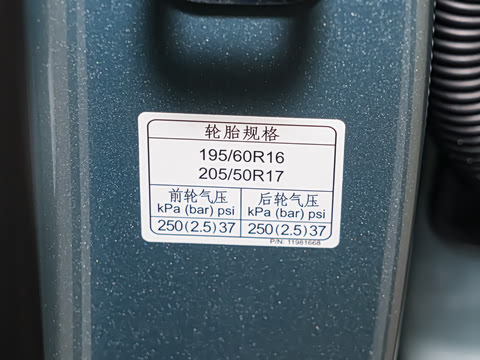 轮胎规格
195/60R16
205/50R17
前轮气压 后轮气压
kPa (bar) psi kPa (bar) psi
250(2.5)37 250(2.5)37
P/N: 11981668